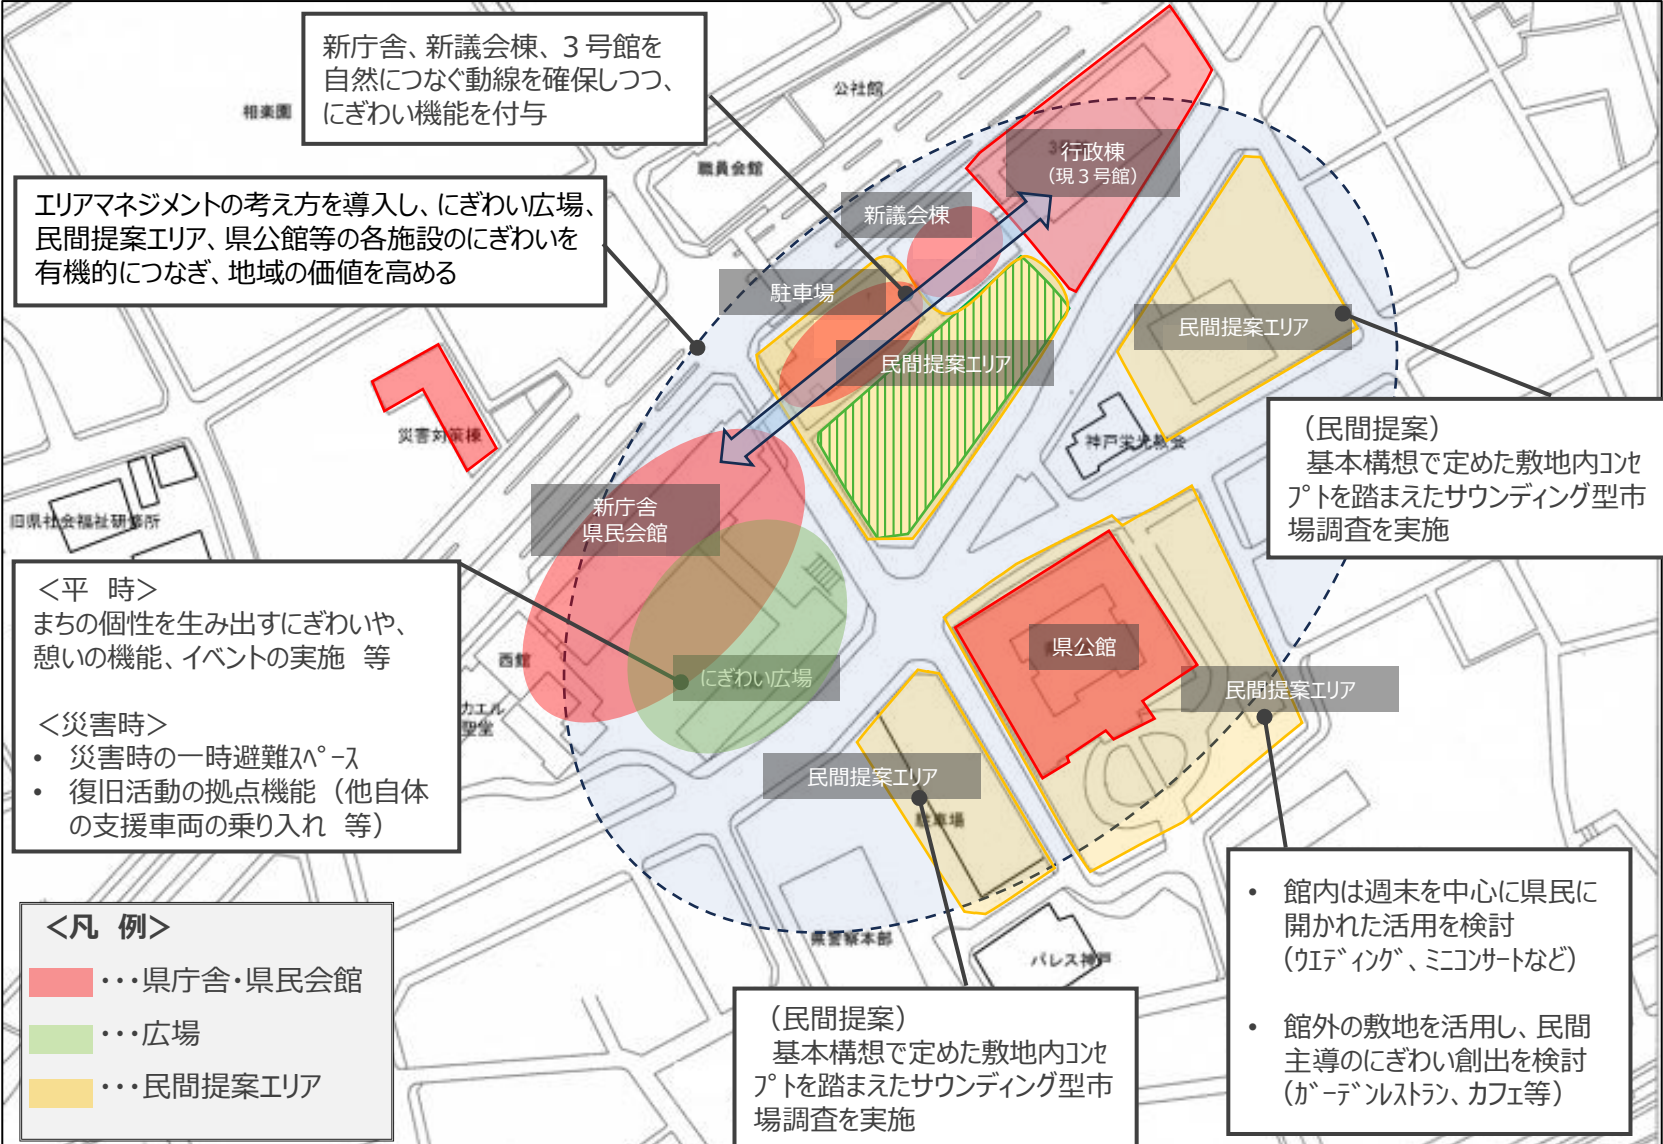 新庁舎、新議会棟、３号館を
自然につなぐ動線を確保しつつ、
にぎわい機能を付与
公社館
相楽園
職員会館
行政棟
（現３号館）
エリアマネジメントの考え方を導入し、にぎわい広場、
民間提案エリア、県公館等の各施設のにぎわいを
有機的につなぎ、地域の価値を高める
新議会棟
駐車場
民間提案エリア
民間提案エリア
災害対策棟
神戸栄光教会
（民間提案）
基本構想で定めた敷地内ｺﾝｾ
ﾌﾟﾄを踏まえたサウンディング型市
場調査を実施
旧県社会福祉研修所
新庁舎
県民会館
＜平　時＞
まちの個性を生み出すにぎわいや、
憩いの機能、イベントの実施　等
＜災害時＞
• 災害時の一時避難ｽﾍﾟｰｽ
• 復旧活動の拠点機能（他自体
の支援車両の乗り入れ　等）
西館
カエル
聖堂
にぎわい広場
県公館
民間提案エリア
民間提案エリア
駐車場
県警察本部
パレス神戸
＜凡　例＞
・・・県庁舎・県民会館
・・・広場
・・・民間提案エリア
（民間提案）
基本構想で定めた敷地内ｺﾝｾ
ﾌﾟﾄを踏まえたサウンディング型市
場調査を実施
• 館内は週末を中心に県民に
開かれた活用を検討
（ｳｴﾃﾞｨﾝｸﾞ、ﾐﾆｺﾝサートなど）
• 館外の敷地を活用し、民間
主導のにぎわい創出を検討
（ｶﾞｰﾃﾞﾝﾚｽﾄﾗﾝ、カフェ等）